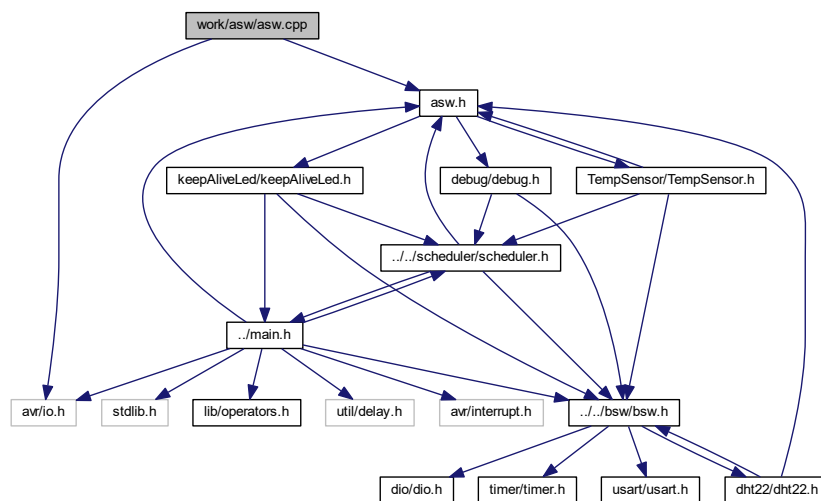 work/asw/asw.cpp
asw.h
keepAliveLed/keepAliveLed.h
debug/debug.h
TempSensor/TempSensor.h
../../scheduler/scheduler.h
../main.h
avr/io.h
stdlib.h
lib/operators.h
util/delay.h
avr/interrupt.h
../../bsw/bsw.h
dio/dio.h
timer/timer.h
usart/usart.h
dht22/dht22.h